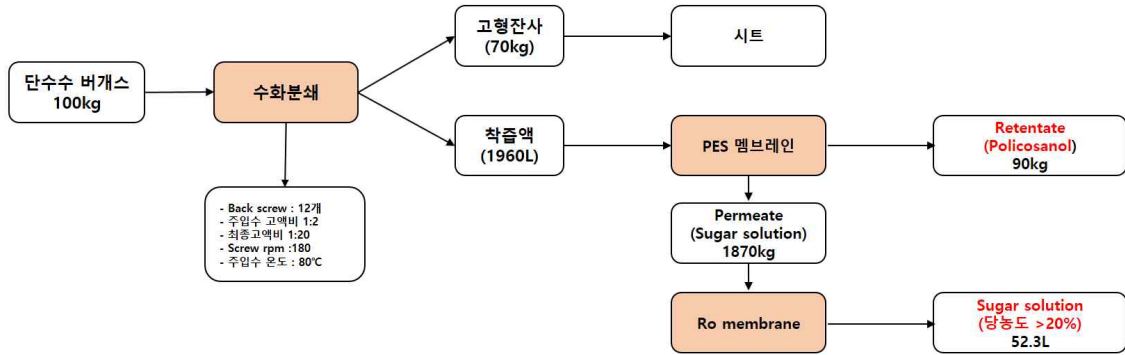 단수수 버개스
100kg
수화분쇄
- Back screw : 12개
- 주입수 고액비 1:2
- 최종고액비 1:20
- Screw rpm :180
- 주입수 온도 : 80℃
고형잔사
(70kg)
시트
착즙액
(1960L)
PES 멤브레인
Retentate
(Policosanol)
90kg
Permeate
(Sugar solution)
1870kg
Ro membrane
Sugar solution
(당농도 >20%)
52.3L